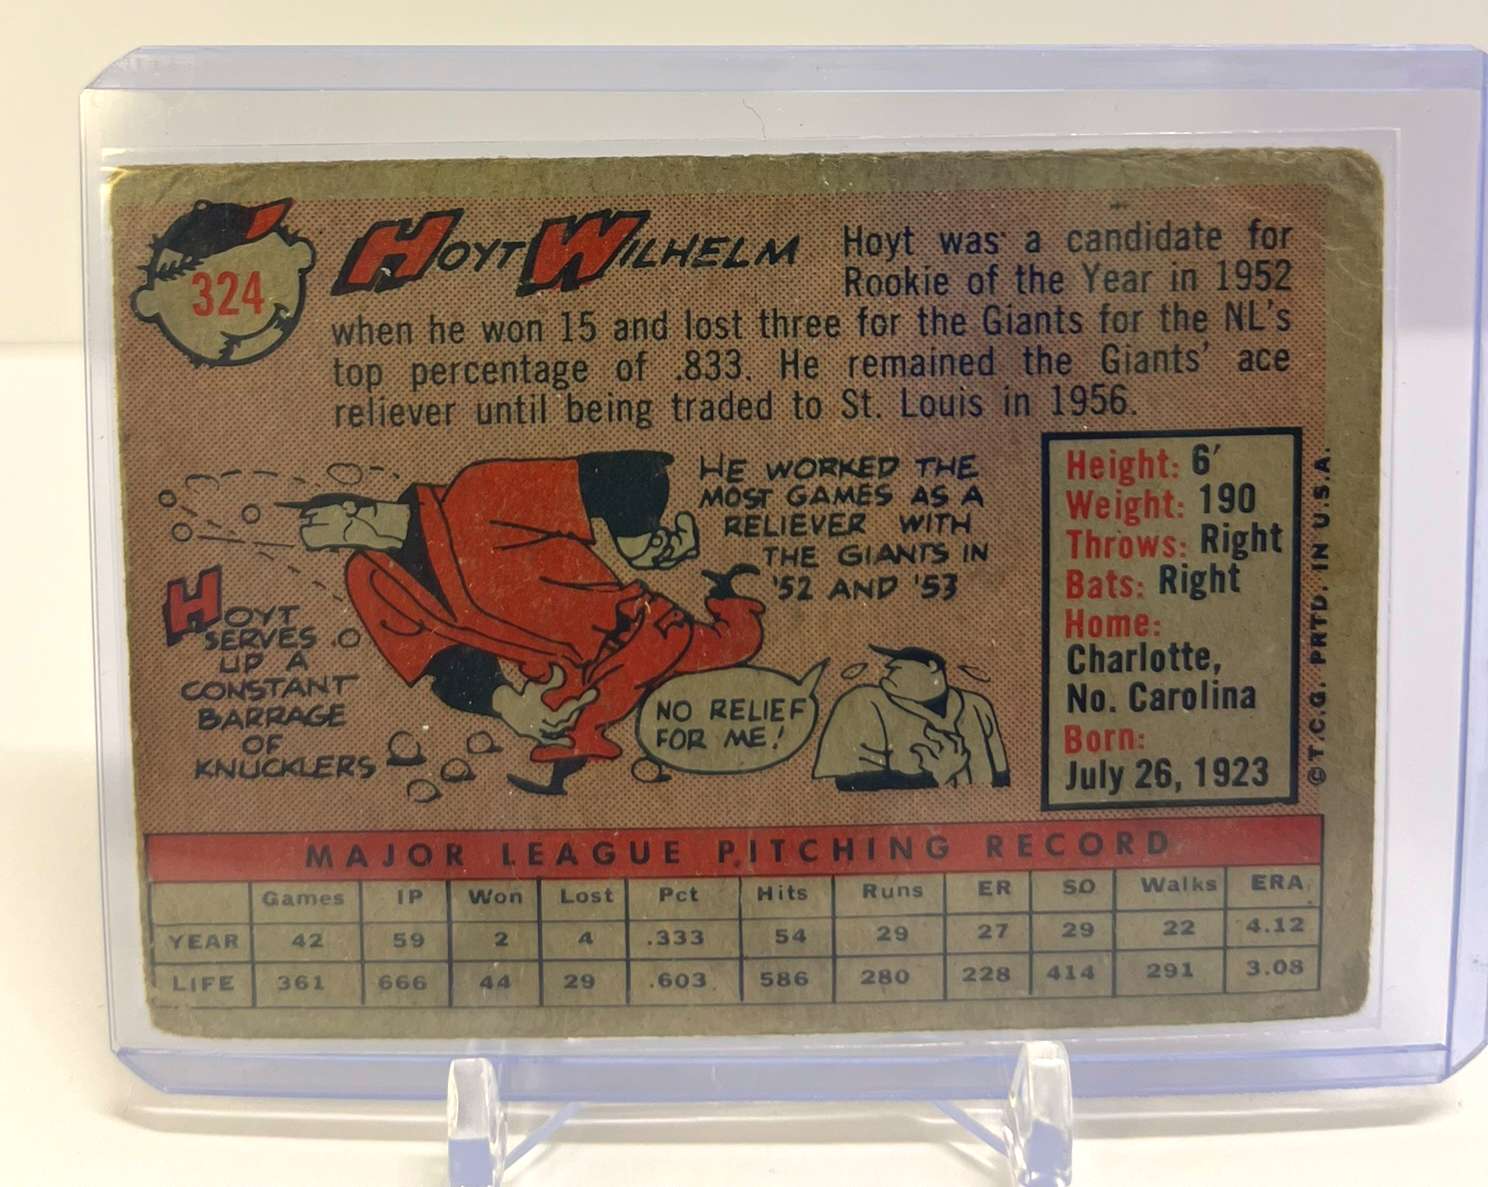 324
HOYT WILHELM
Hoyt was a candidate for
Rookie of the Year in 1952
when he won 15 and lost three for the Giants for the NL's
top percentage of .833. He remained the Giants' ace
reliever until being traded to St. Louis in 1956.
HE WORKED THE
MOST GAMES AS A
RELIEVER WITH
THE GIANTS IN
'52 AND '53
HOYT
SERVES
UP A
CONSTANT
BARRAGE
OF
KNUCKLERS
NO RELIEF
FOR ME!
Height: 6'
Weight: 190
Throws: Right
Bats: Right
Home:
Charlotte,
No. Carolina
Born:
July 26, 1923
© T.C.G. PRTD. IN U.S.A.
MAJOR LEAGUE PITCHING RECORD
Games IP Won Lost Pct Hits Runs ER SO Walks ERA
YEAR 42 59 2 4 .333 54 29 27 29 22 4.12
LIFE 361 666 44 29 .603 586 280 228 414 291 3.08